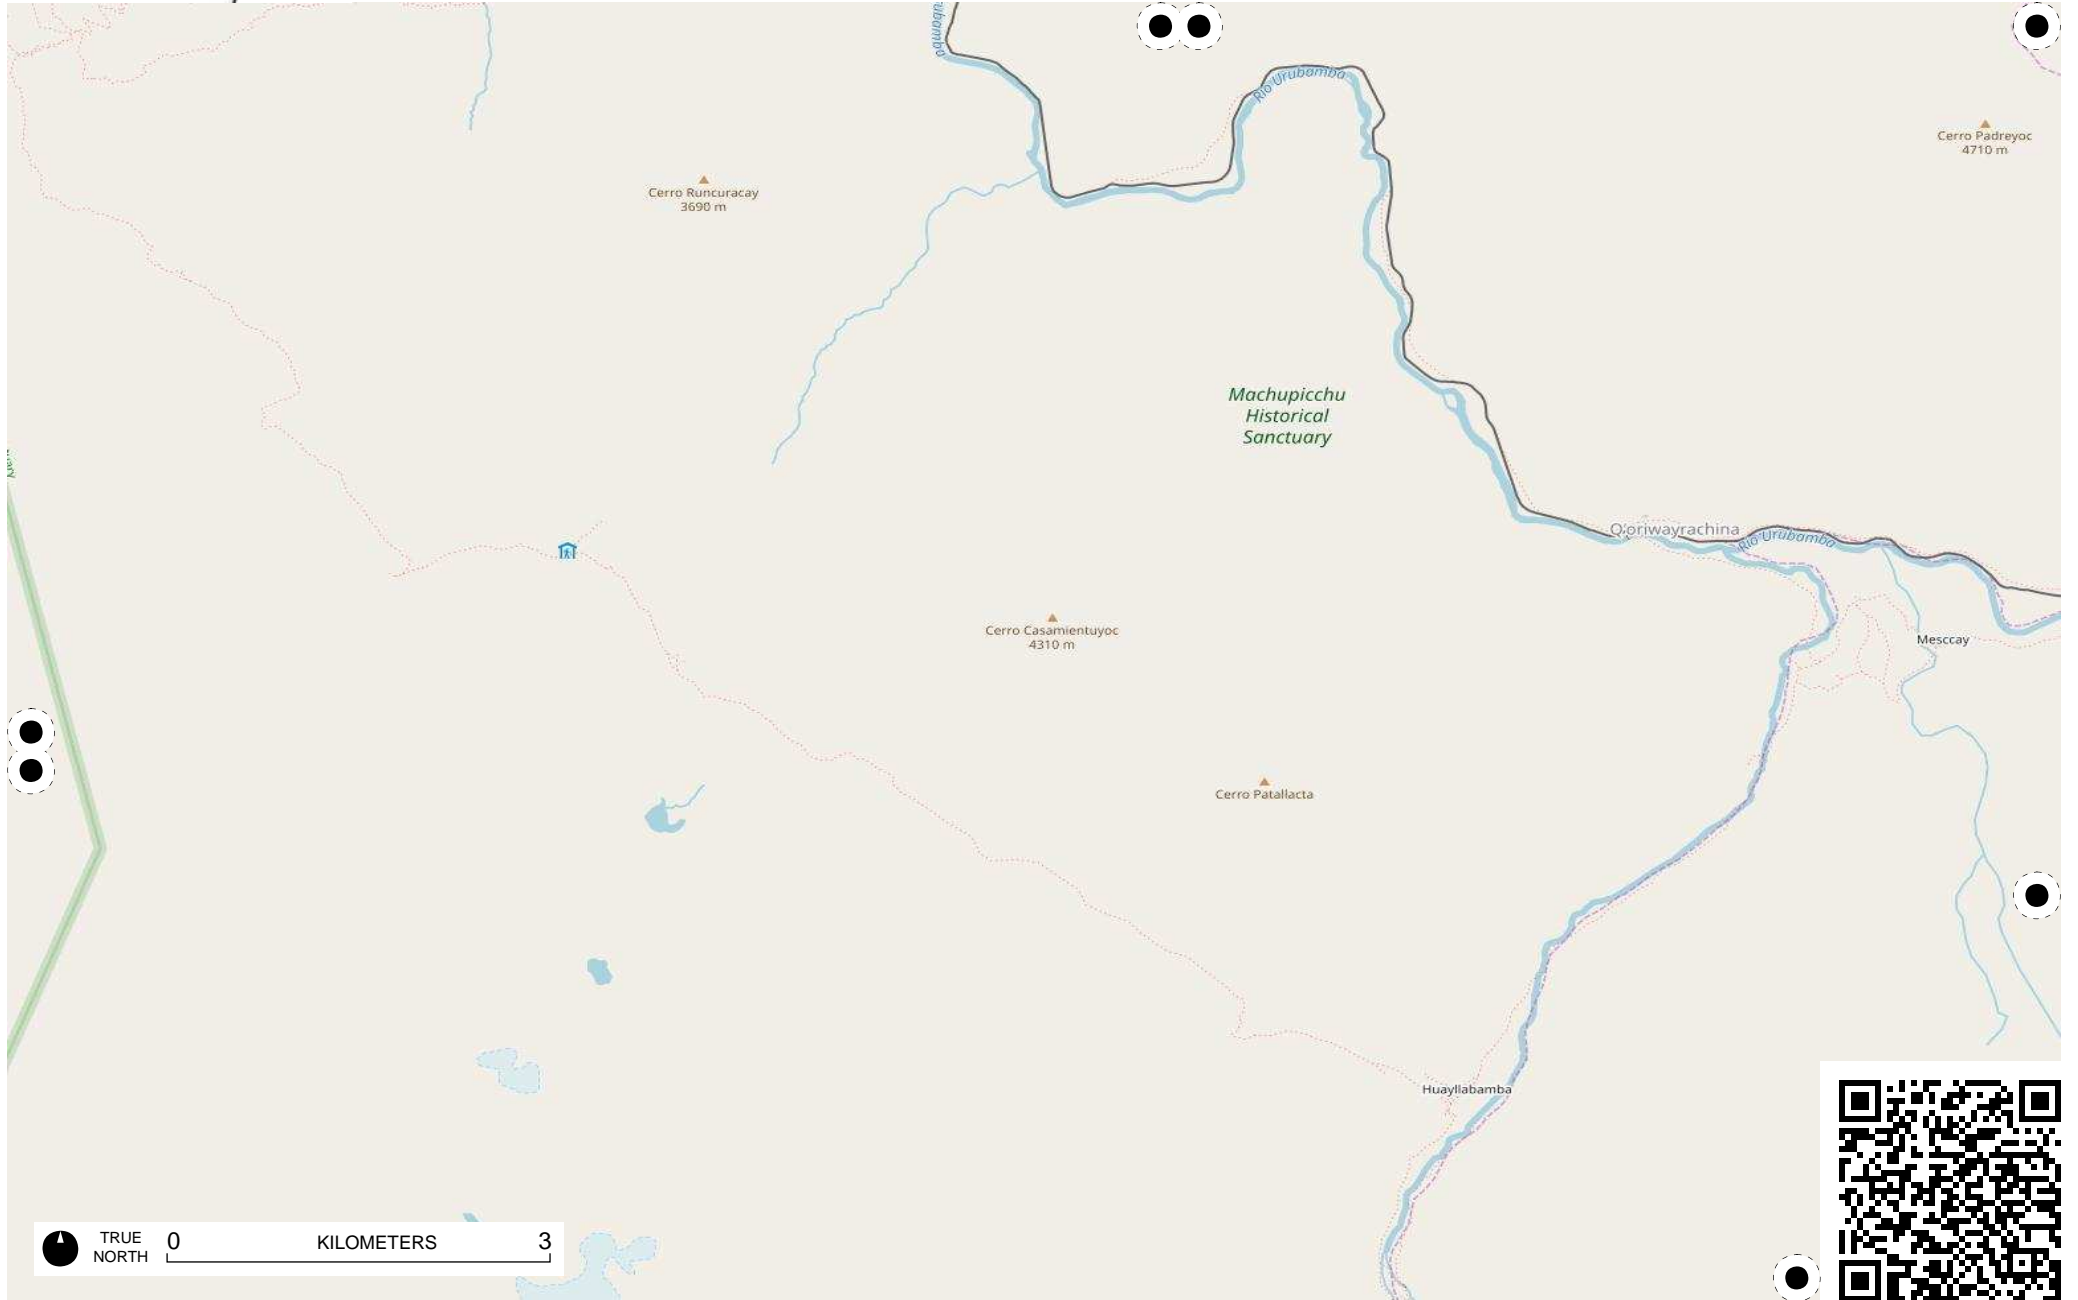 Rio Urubamba
Cerro Padreyoc
4710 m
Cerro Runcuracay
3690 m
Machupicchu
Historical
Sanctuary
Q'oriwayrachina
Rio Urubamba
Cerro Casamientuyoc
4310 m
Mesccay
Cerro Patallacta
Huayllabamba
TRUE
NORTH
0 KILOMETERS 3